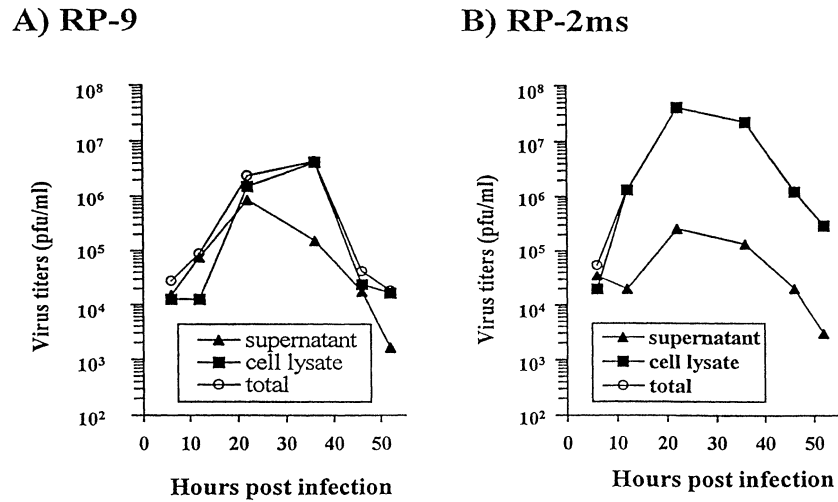 A) RP-9
Virus titers (pfu/ml)
10⁸
10⁷
10⁶
10⁵
10⁴
10³
10²
supernatant
cell lysate
total
0 10 20 30 40 50
Hours post infection
B) RP-2ms
Virus titers (pfu/ml)
10⁸
10⁷
10⁶
10⁵
10⁴
10³
10²
supernatant
cell lysate
total
0 10 20 30 40 50
Hours post infection